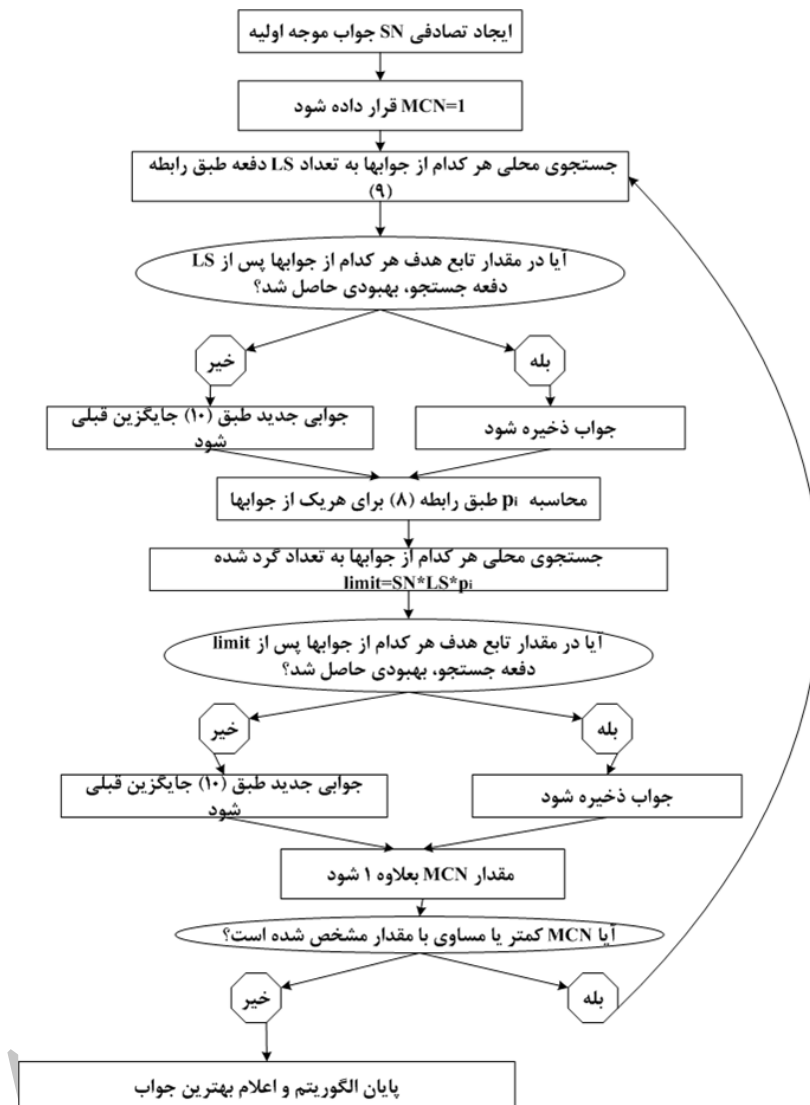 ایجاد تصادفی SN جواب موجه اولیه
MCN=1 قرار داده شود
جستجوی محلی هر کدام از جوابها به تعداد LS دفعه طبق رابطه
(۹)
آیا در مقدار تابع هدف هر کدام از جوابها پس از LS
دفعه جستجو، بهبودی حاصل شد؟
بله
خیر
جواب ذخیره شود
جوابی جدید طبق (۱۰) جایگزین قبلی
شود
محاسبه pi طبق رابطه (۸) برای هریک از جوابها
جستجوی محلی هر کدام از جوابها به تعداد گرد شده
limit=SN*LS*pi
آیا در مقدار تابع هدف هر کدام از جوابها پس از limit
دفعه جستجو، بهبودی حاصل شد؟
بله
خیر
جواب ذخیره شود
جوابی جدید طبق (۱۰) جایگزین قبلی
شود
مقدار MCN بعلاوه ۱ شود
آیا MCN کمتر یا مساوی با مقدار مشخص شده است؟
بله
خیر
پایان الگوریتم و اعلام بهترین جواب